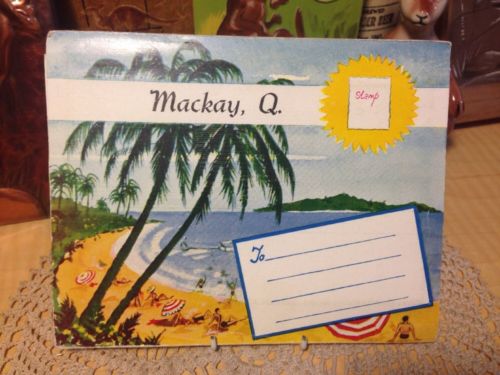 Mackay, Q.
Stamp
To